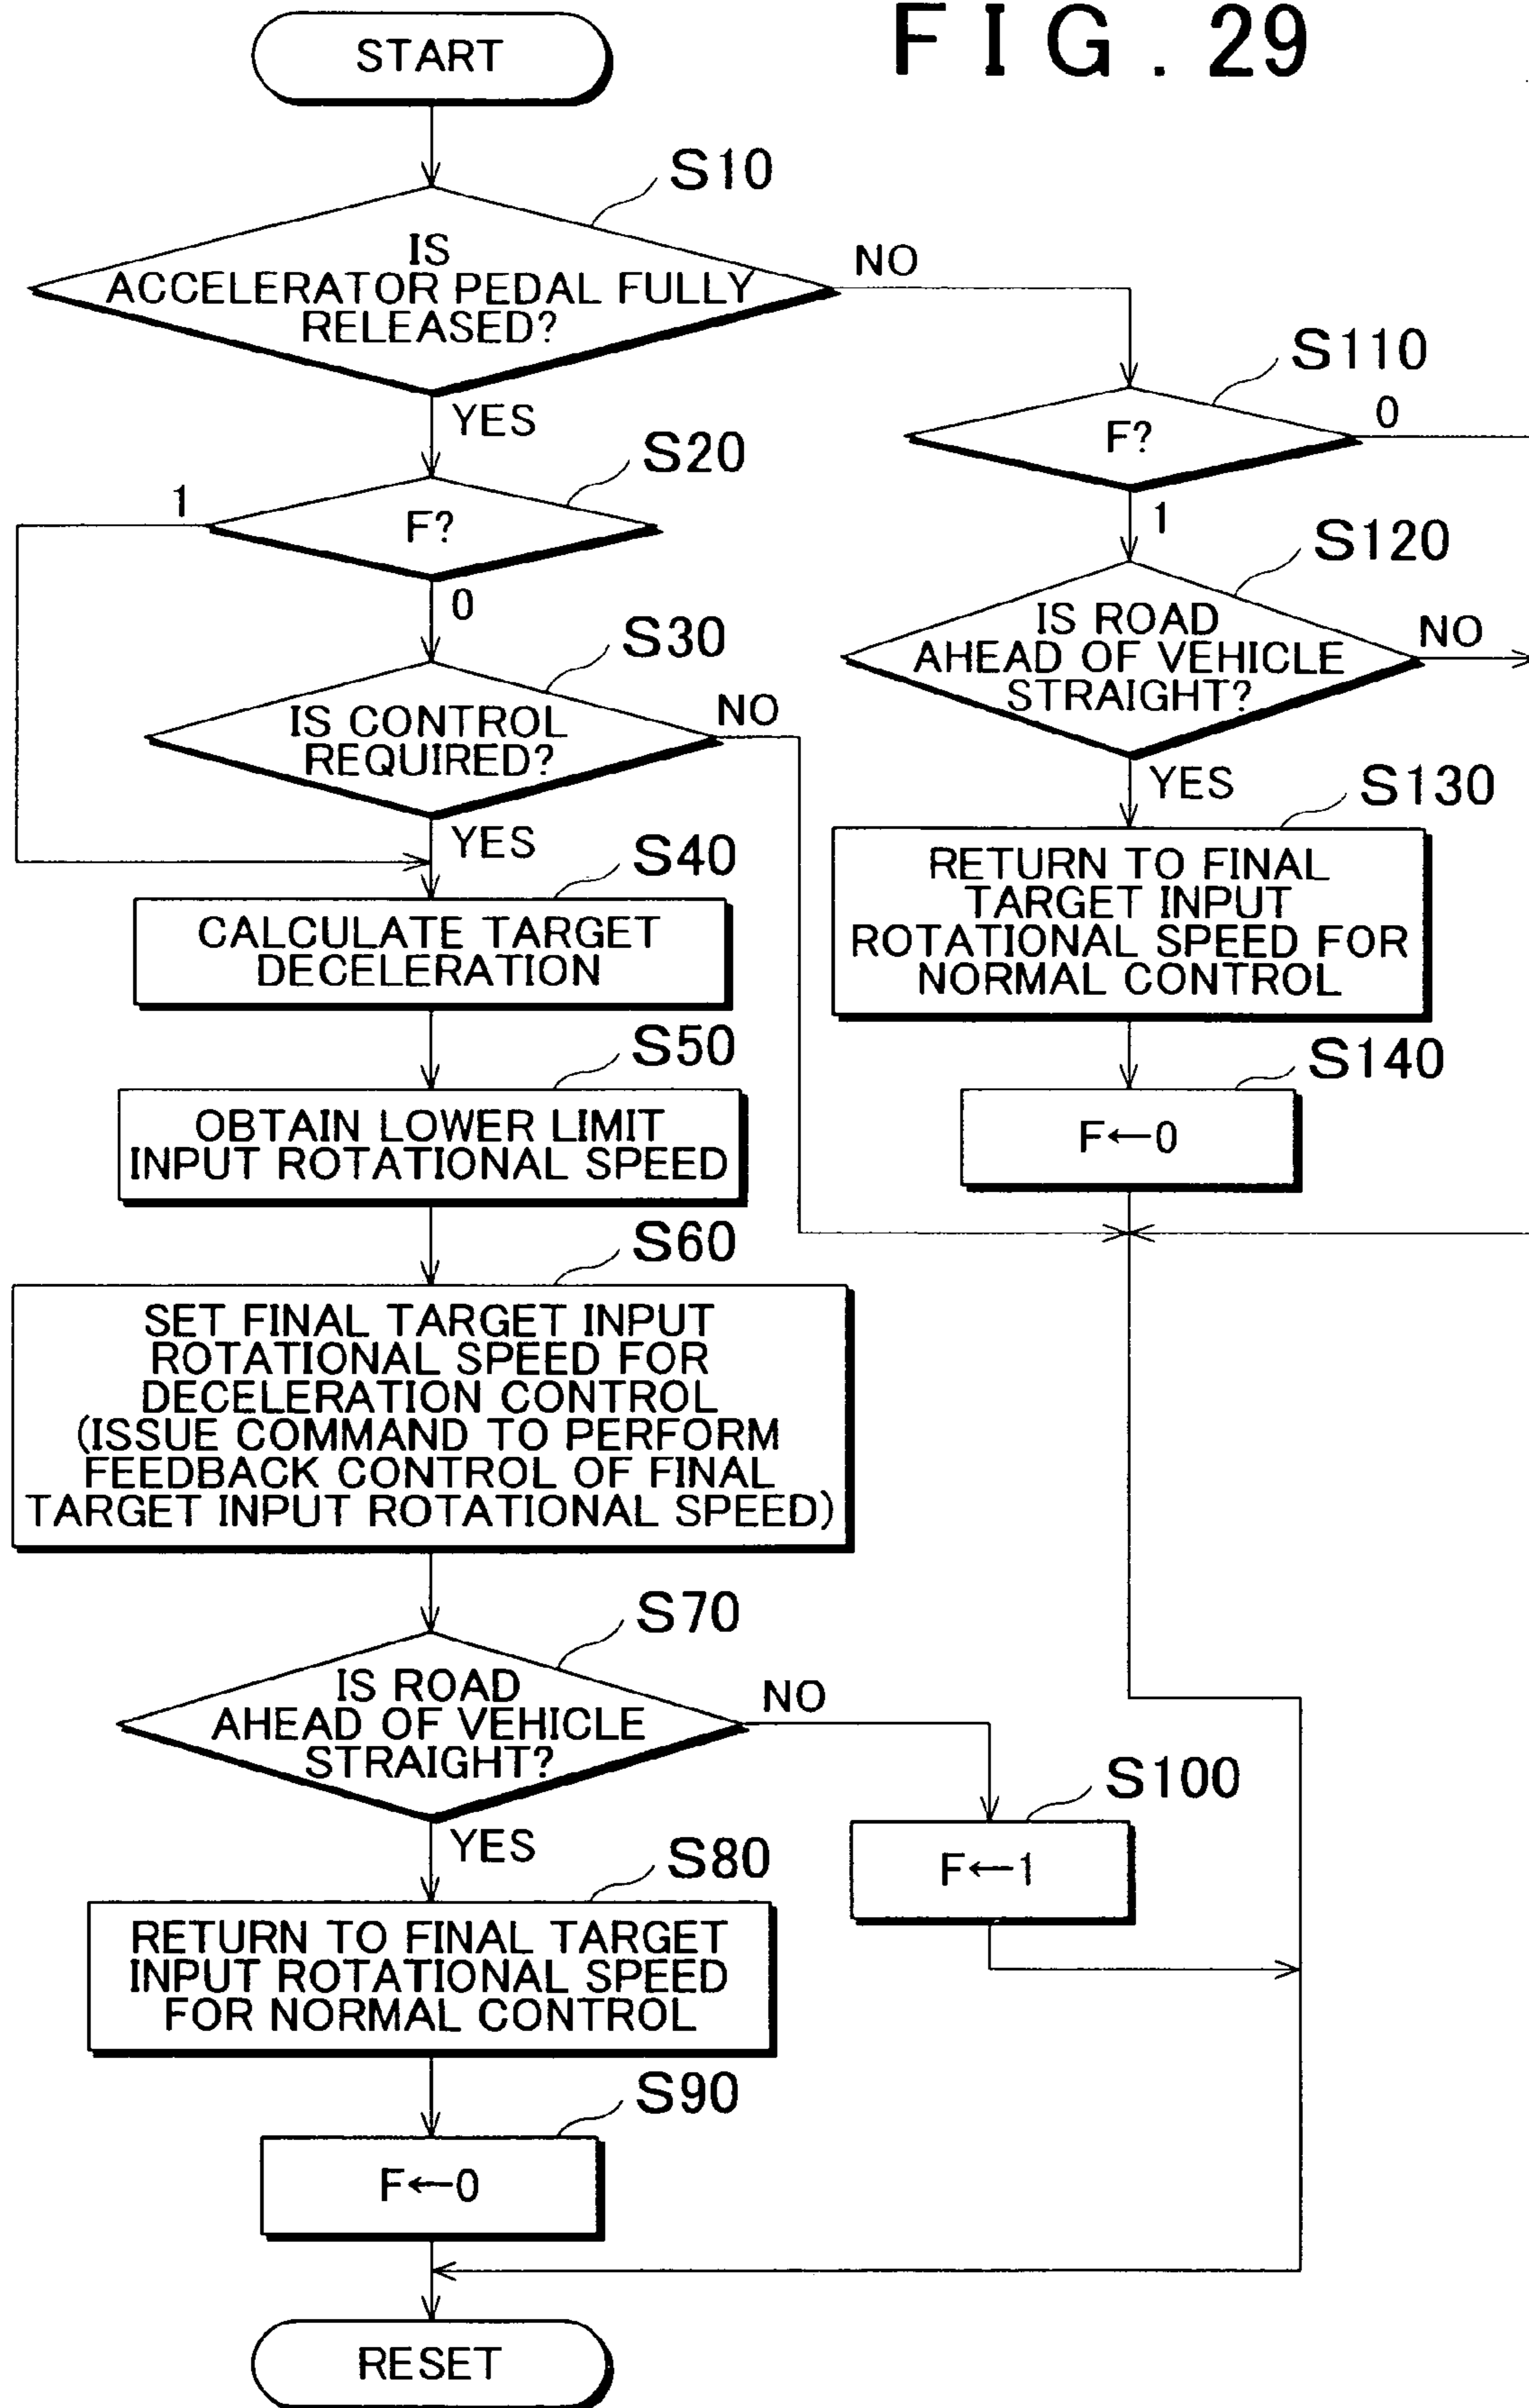 FIG. 29
START
S10
IS
ACCELERATOR PEDAL FULLY
RELEASED?
NO
YES
S20
F?
1
0
S30
IS CONTROL
REQUIRED?
NO
YES
S40
CALCULATE TARGET
DECELERATION
S50
OBTAIN LOWER LIMIT
INPUT ROTATIONAL SPEED
S60
SET FINAL TARGET INPUT
ROTATIONAL SPEED FOR
DECELERATION CONTROL
(ISSUE COMMAND TO PERFORM
FEEDBACK CONTROL OF FINAL
TARGET INPUT ROTATIONAL SPEED)
S70
IS ROAD
AHEAD OF VEHICLE
STRAIGHT?
NO
YES
S80
RETURN TO FINAL TARGET
INPUT ROTATIONAL SPEED
FOR NORMAL CONTROL
S90
F←0
S100
F←1
S110
F?
0
1
S120
IS ROAD
AHEAD OF VEHICLE
STRAIGHT?
NO
YES
S130
RETURN TO FINAL
TARGET INPUT
ROTATIONAL SPEED FOR
NORMAL CONTROL
S140
F←0
RESET